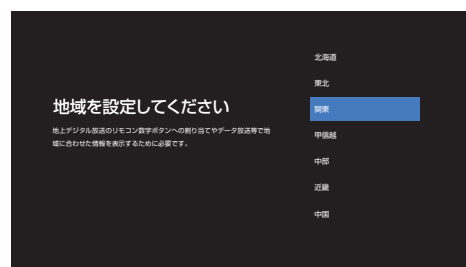 地域を設定してください
地上デジタル放送のリモコン数字ボタンへの割り当てやデータ放送等で地
域に合わせた情報を表示するために必要です。
北海道
東北
関東
甲信越
中部
近畿
中国